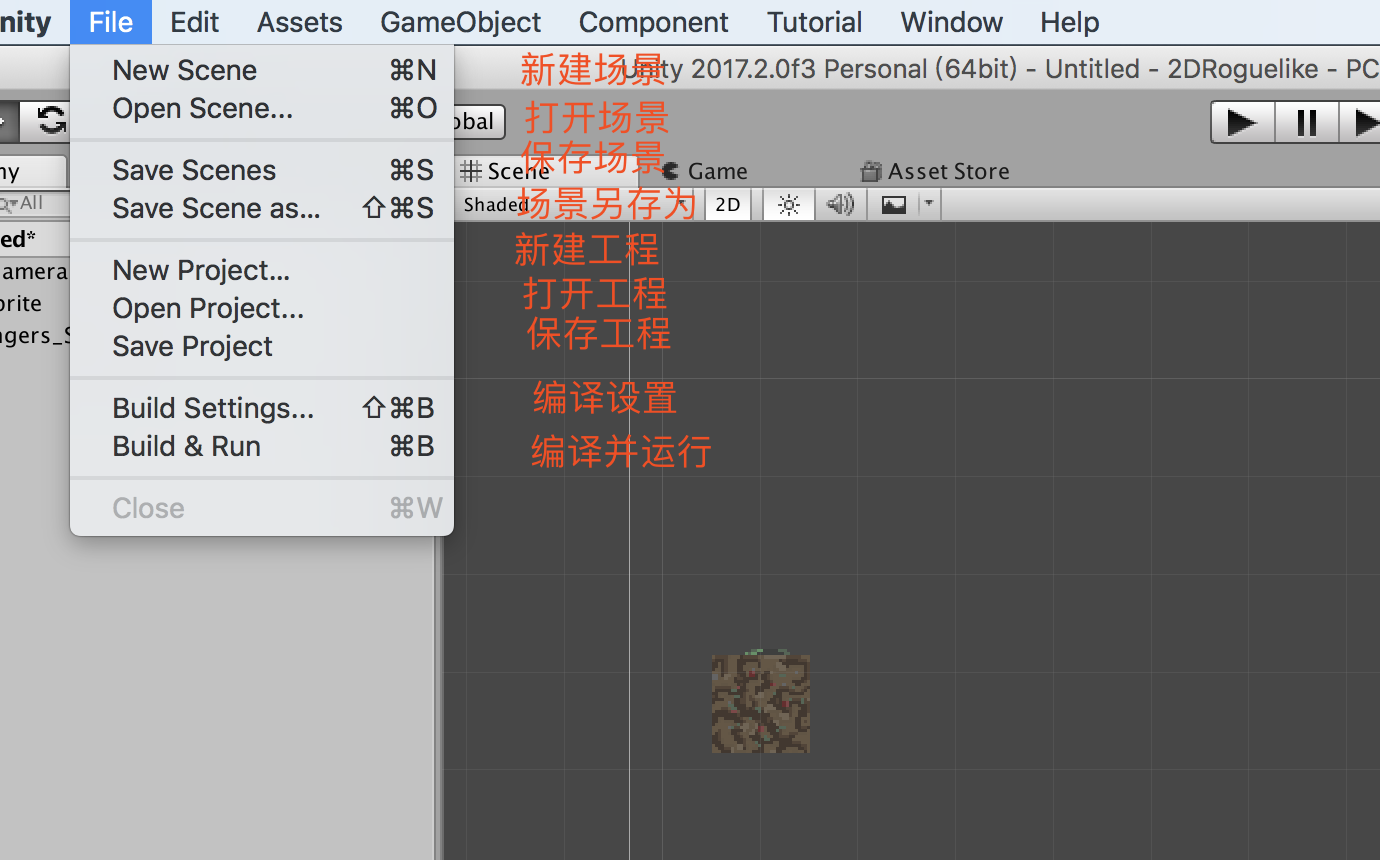 nity File Edit Assets GameObject Component Tutorial Window Help
New Scene ⌘N 新建场景 Unity 2017.2.0f3 Personal (64bit) - Untitled - 2DRoguelike - PC
Open Scene... ⌘O obal 打开场景
Save Scenes ⌘S 保存场景
ny Scene Game Asset Store
Save Scene as... ⇧⌘S 场景另存为
All Shaded 2D
ed*
New Project... 新建工程
amera
Open Project... 打开工程
prite
Save Project 保存工程
ngers_S
Build Settings... ⇧⌘B 编译设置
Build & Run ⌘B 编译并运行
Close ⌘W